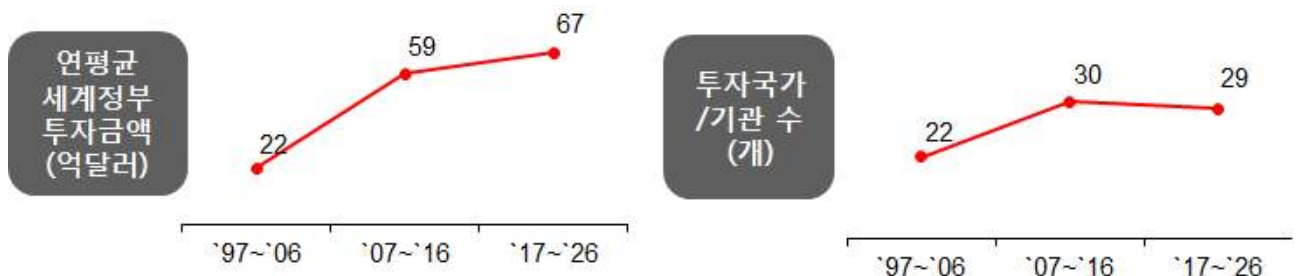 연평균
세계정부
투자금액
(억달러)
22
59
67
`97~`06
`07~`16
`17~`26
투자국가
/기관 수
(개)
22
30
29
`97~`06
`07~`16
`17~`26